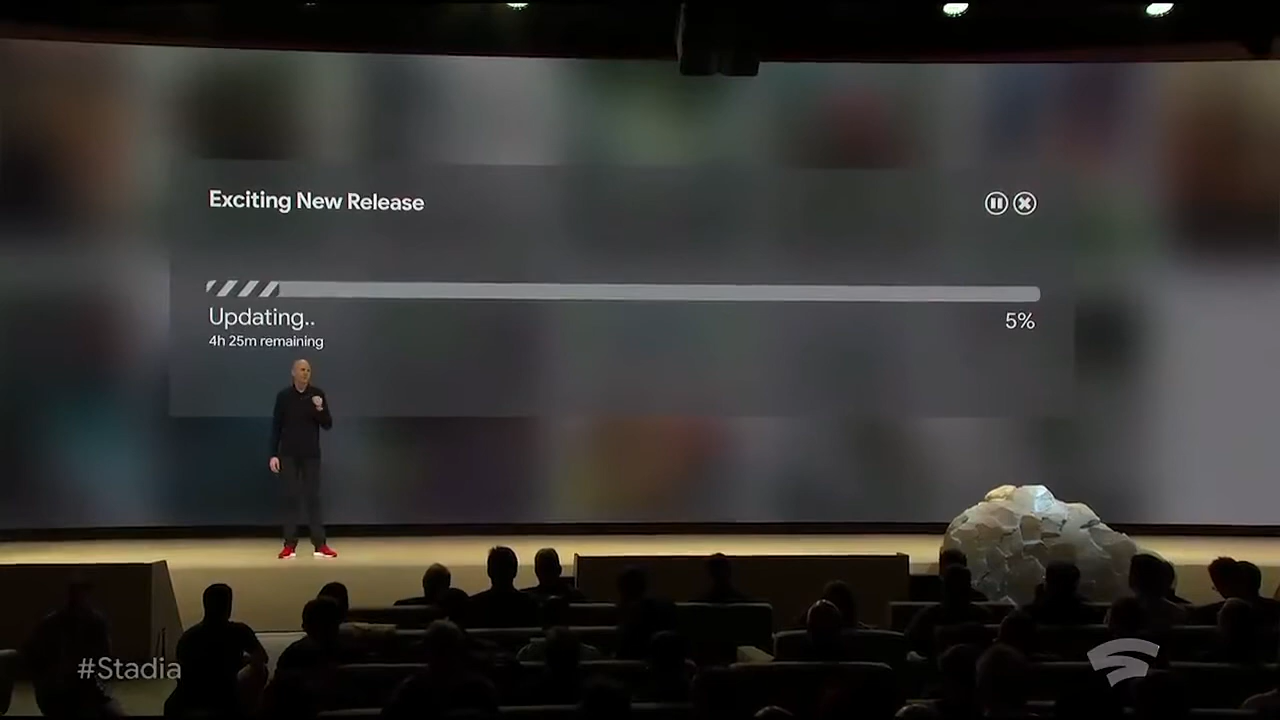 Exciting New Release
Updating..
5%
4h 25m remaining
#Stadia